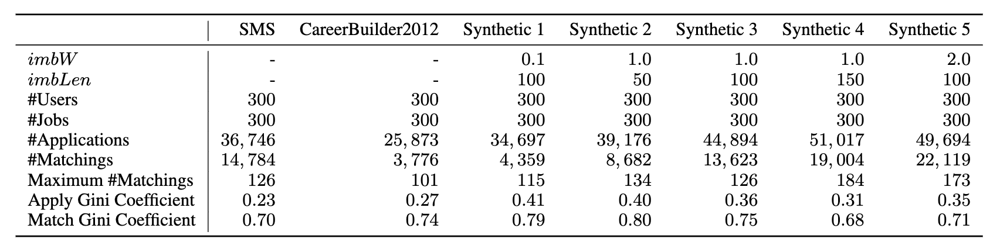 SMS CareerBuilder2012 Synthetic 1 Synthetic 2 Synthetic 3 Synthetic 4 Synthetic 5
imbW - - 0.1 1.0 1.0 1.0 2.0
imbLen - - 100 50 100 150 100
#Users 300 300 300 300 300 300 300
#Jobs 300 300 300 300 300 300 300
#Applications 36,746 25,873 34,697 39,176 44,894 51,017 49,694
#Matchings 14,784 3,776 4,359 8,682 13,623 19,004 22,119
Maximum #Matchings 126 101 115 134 126 184 173
Apply Gini Coefficient 0.23 0.27 0.41 0.40 0.36 0.31 0.35
Match Gini Coefficient 0.70 0.74 0.79 0.80 0.75 0.68 0.71